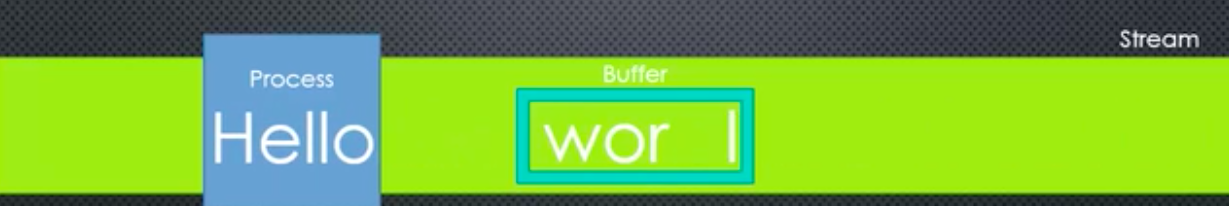 Stream
Process
Buffer
Hello
wor l